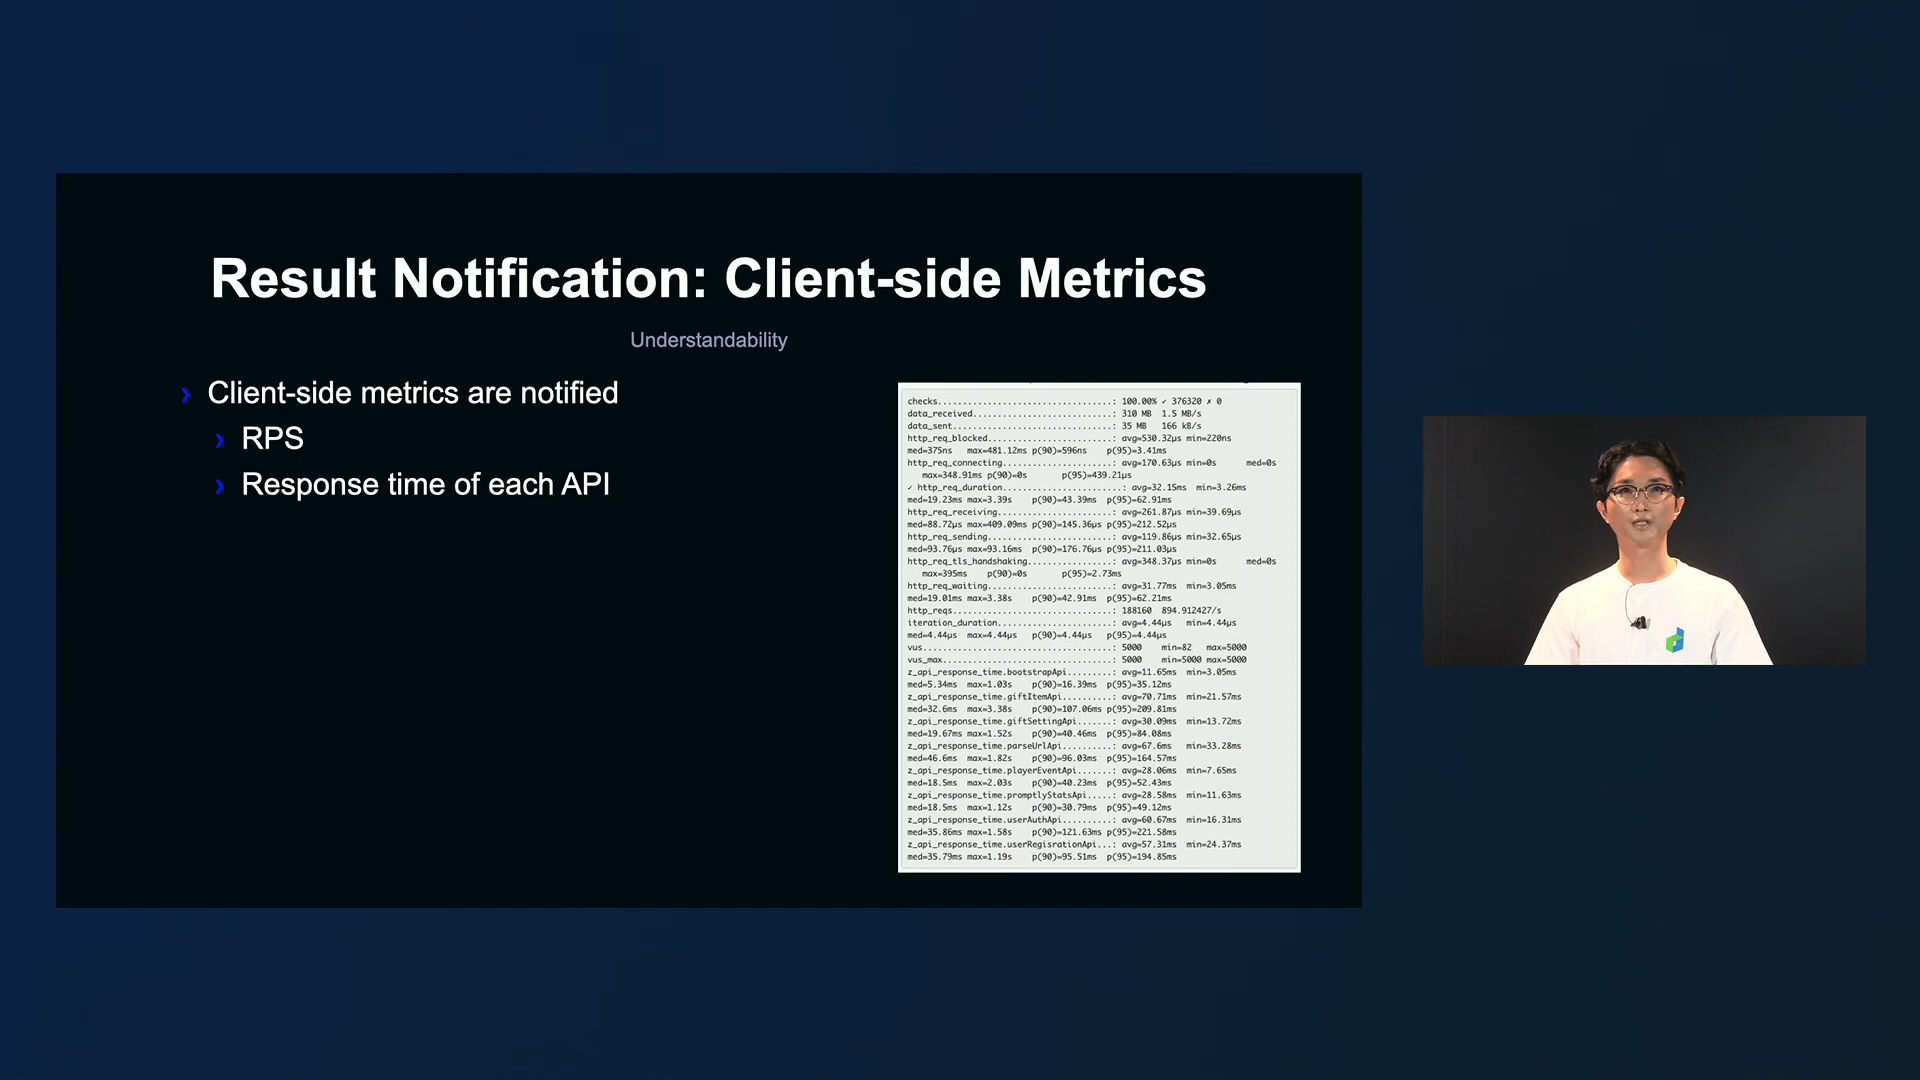 Result Notification: Client-side Metrics
Understandability
› Client-side metrics are notified
› RPS
› Response time of each API
checks...................................: 100.00% ✓ 376320 ✗ 0
data_received............................: 310 MB 1.5 MB/s
data_sent................................: 35 MB 166 kB/s
http_req_blocked.........................: avg=530.32µs min=220ns
med=375ns max=481.12ms p(90)=596ns p(95)=3.41ms
http_req_connecting......................: avg=170.63µs min=0s med=0s
max=348.91ms p(90)=0s p(95)=439.21µs
✓ http_req_duration........................: avg=32.15ms min=3.26ms
med=19.23ms max=3.39s p(90)=43.39ms p(95)=62.91ms
http_req_receiving.......................: avg=261.87µs min=39.69µs
med=88.72µs max=409.09ms p(90)=145.36µs p(95)=212.52µs
http_req_sending.........................: avg=119.86µs min=32.65µs
med=93.76µs max=93.16ms p(90)=176.76µs p(95)=211.03µs
http_req_tls_handshaking.................: avg=348.37µs min=0s med=0s
max=395ms p(90)=0s p(95)=2.73ms
http_req_waiting.........................: avg=31.77ms min=3.05ms
med=19.01ms max=3.38s p(90)=42.91ms p(95)=62.21ms
http_reqs................................: 188160 894.912427/s
iteration_duration.......................: avg=4.44µs min=4.44µs
med=4.44µs max=4.44µs p(90)=4.44µs p(95)=4.44µs
vus......................................: 5000 min=82 max=5000
vus_max..................................: 5000 min=5000 max=5000
z_api_response_time.bootstrapApi.........: avg=11.65ms min=3.05ms
med=5.34ms max=1.03s p(90)=16.39ms p(95)=35.12ms
z_api_response_time.giftItemApi..........: avg=70.71ms min=21.57ms
med=32.6ms max=3.38s p(90)=107.06ms p(95)=209.81ms
z_api_response_time.giftSettingApi.......: avg=30.09ms min=13.72ms
med=19.67ms max=1.52s p(90)=40.46ms p(95)=84.08ms
z_api_response_time.parseUrlApi..........: avg=67.6ms min=33.28ms
med=46.6ms max=1.82s p(90)=96.03ms p(95)=164.57ms
z_api_response_time.playerEventApi.......: avg=28.06ms min=7.65ms
med=18.5ms max=2.03s p(90)=40.23ms p(95)=52.43ms
z_api_response_time.promptlyStatsApi.....: avg=28.58ms min=11.63ms
med=18.5ms max=1.12s p(90)=30.79ms p(95)=49.12ms
z_api_response_time.userAuthApi..........: avg=60.67ms min=16.31ms
med=35.86ms max=1.58s p(90)=121.63ms p(95)=221.58ms
z_api_response_time.userRegisrationApi...: avg=57.31ms min=24.37ms
med=35.79ms max=1.19s p(90)=95.51ms p(95)=194.85ms